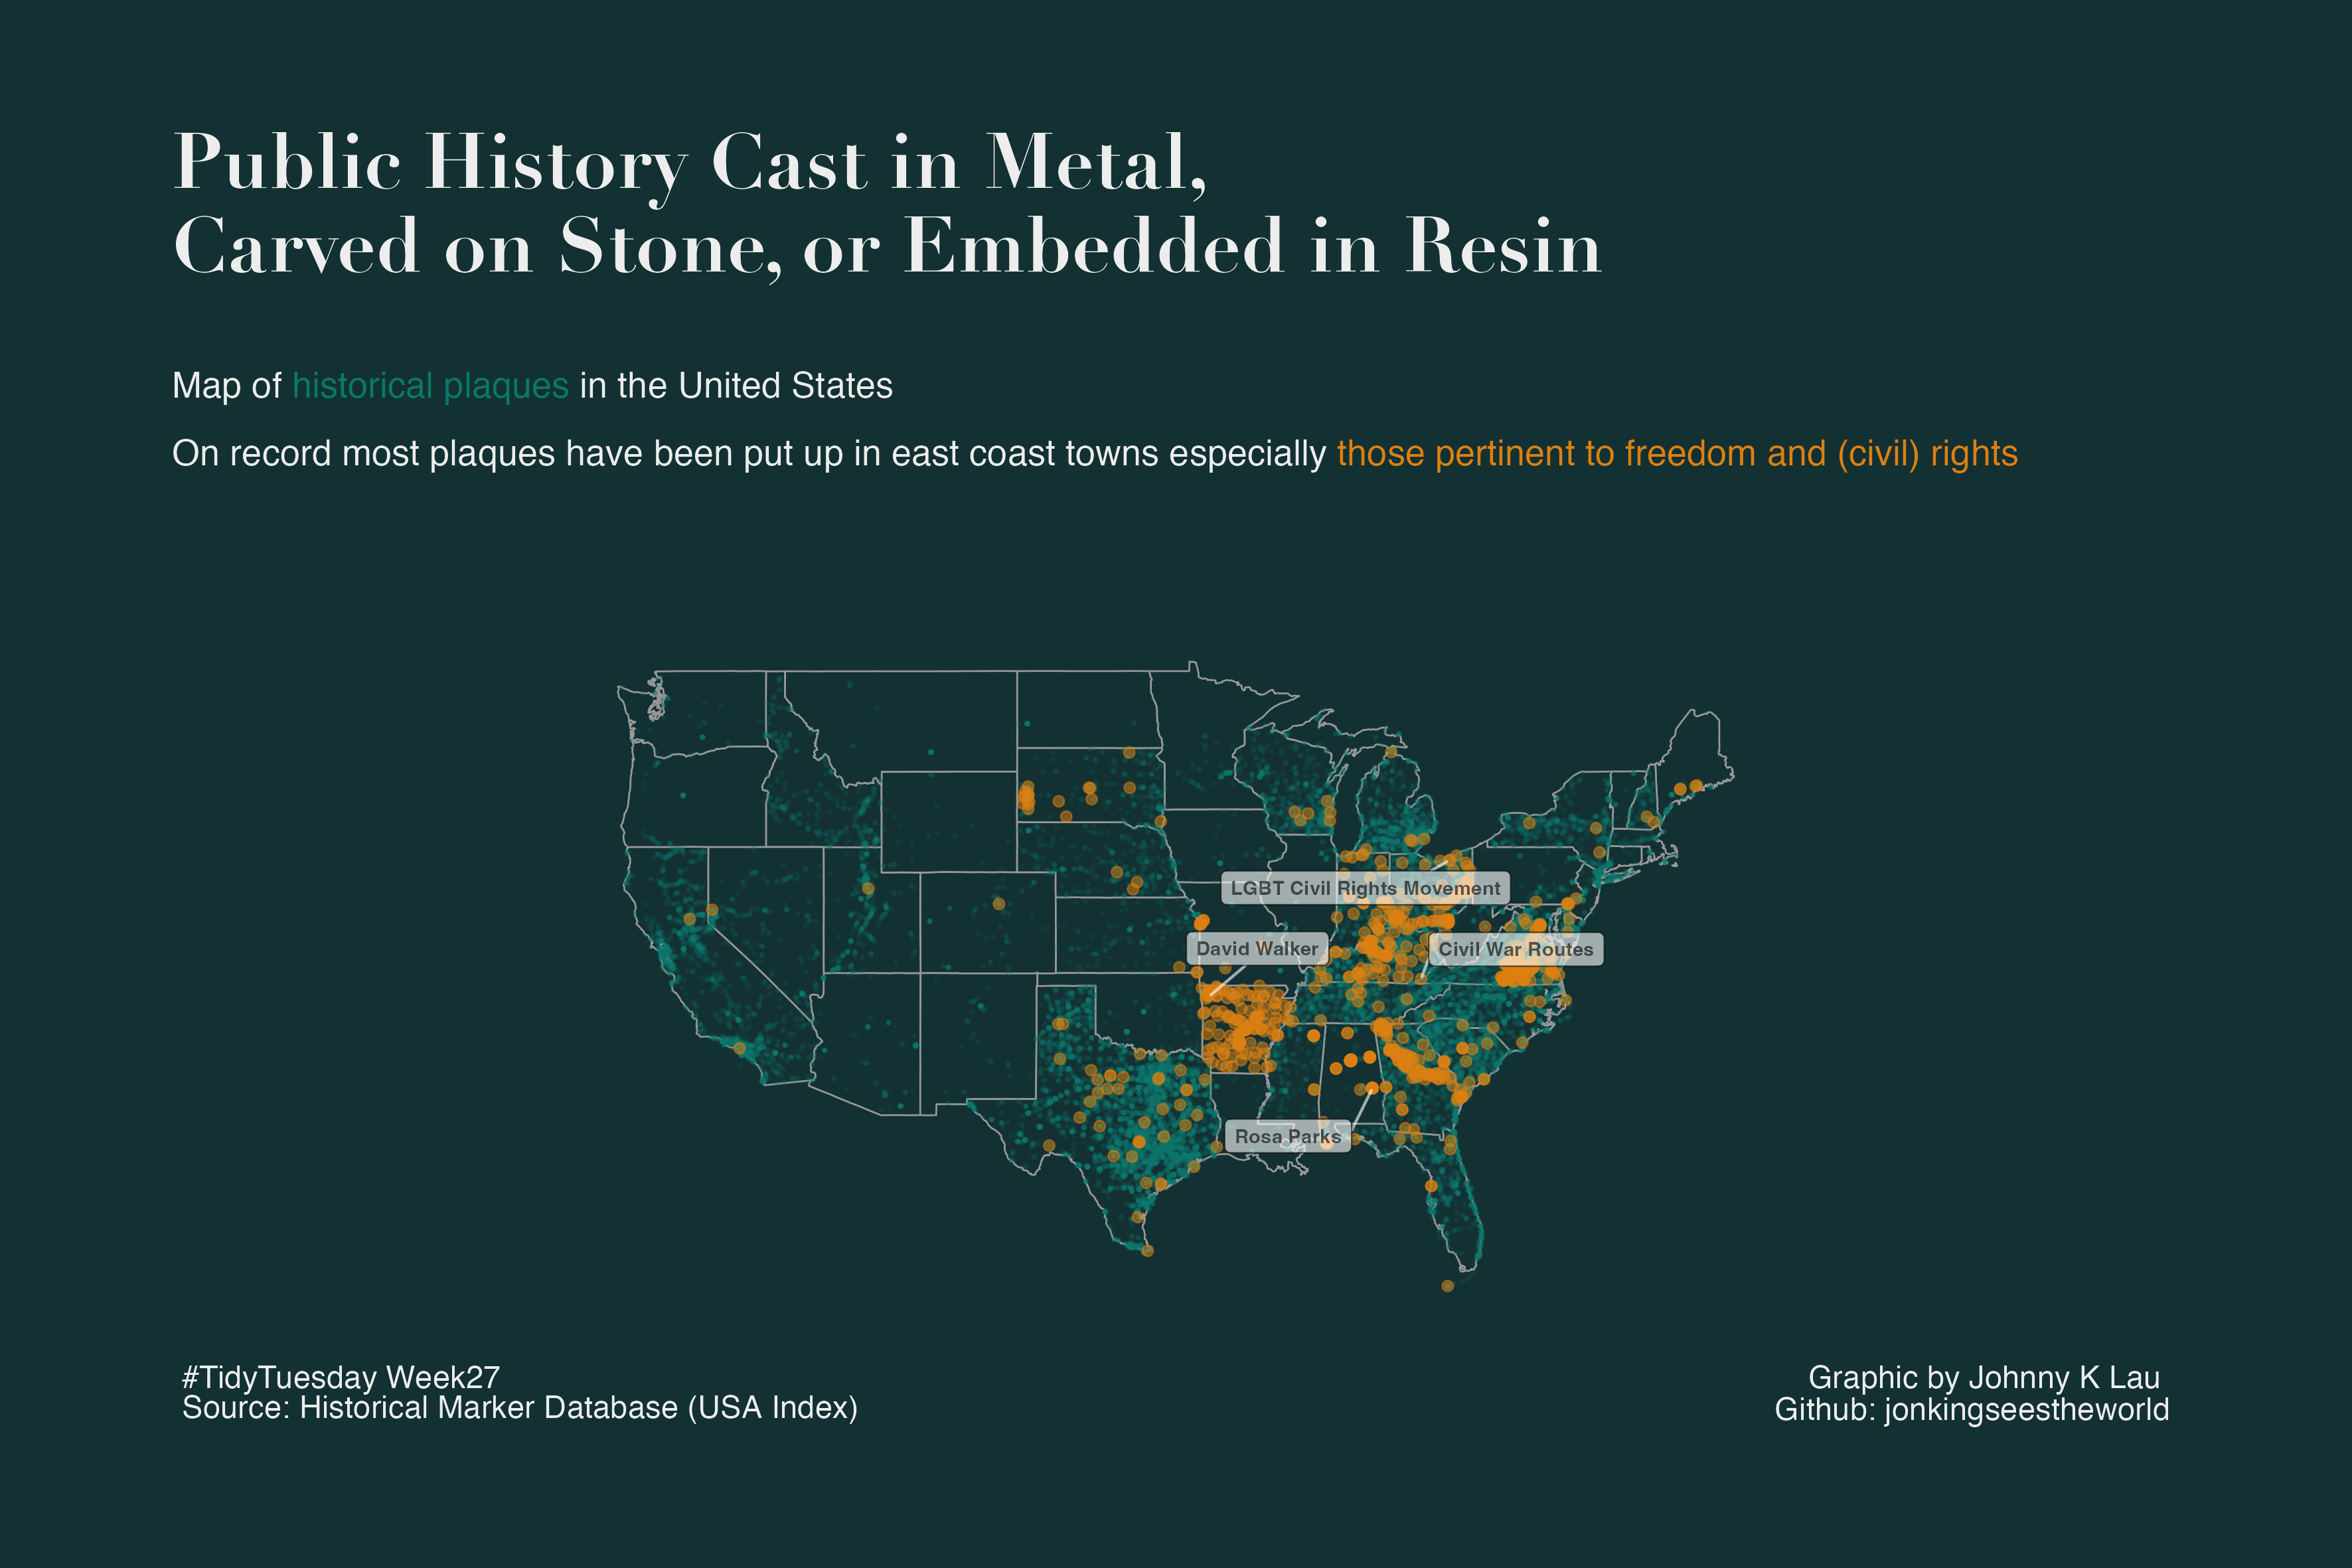 Public History Cast in Metal,
Carved on Stone, or Embedded in Resin
Map of historical plaques in the United States
On record most plaques have been put up in east coast towns especially those pertinent to freedom and (civil) rights
LGBT Civil Rights Movement
David Walker
Civil War Routes
Rosa Parks
#TidyTuesday Week27
Source: Historical Marker Database (USA Index)
Graphic by Johnny K Lau
Github: jonkingseestheworld